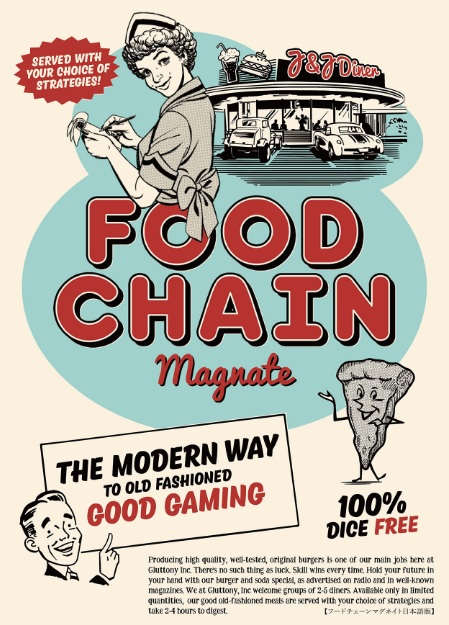 SERVED WITH
YOUR CHOICE OF
STRATEGIES!
J&J Diner
FOOD
CHAIN
Magnate
THE MODERN WAY
TO OLD FASHIONED
GOOD GAMING
100%
DICE FREE
Producing high quality, well-tested, original burgers is one of our main jobs here at
Gluttony Inc. Theres no such thing as luck. Skill wins every time. Hold your future in
your hand with our burger and soda special, as advertised on radio and in well-known
magazines. We at Gluttony, Inc welcome groups of 2-5 diners. Available only in limited
quantities, our good old-fashioned meals are served with your choice of strategies and
take 2-4 hours to digest.
【フードチェーンマグネイト日本語版】